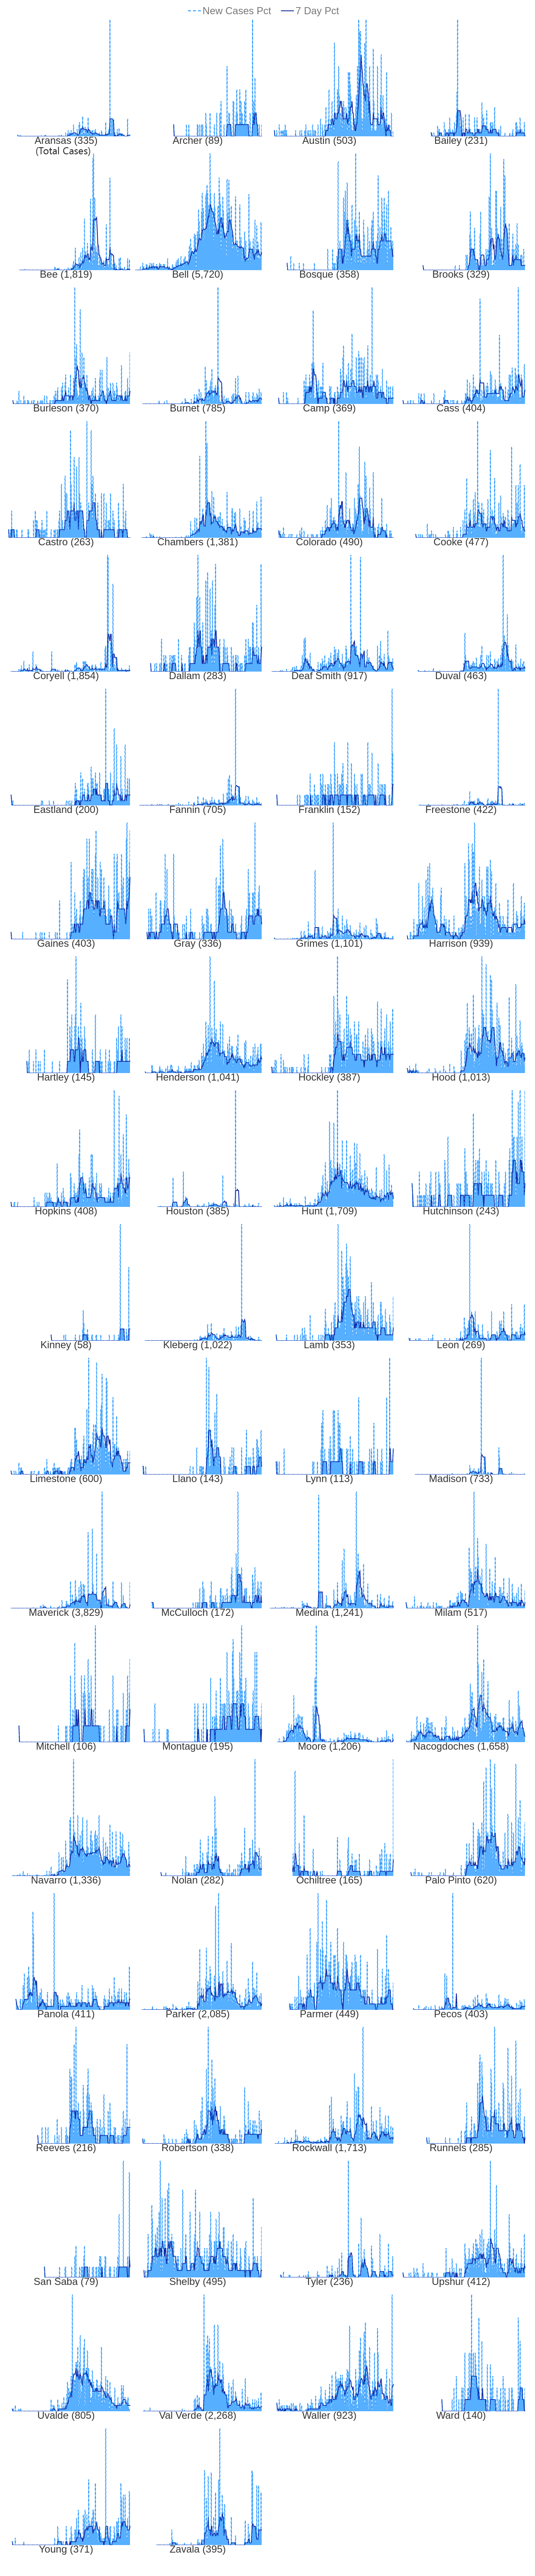 New Cases Pct 7 Day Pct
Aransas (335) Archer (89) Austin (503) Bailey (231)
(Total Cases)
Bee (1,819) Bell (5,720) Bosque (358) Brooks (329)
Burleson (370) Burnet (785) Camp (369) Cass (404)
Castro (263) Chambers (1,381) Colorado (490) Cooke (477)
Coryell (1,854) Dallam (283) Deaf Smith (917) Duval (463)
Eastland (200) Fannin (705) Franklin (152) Freestone (422)
Gaines (403) Gray (336) Grimes (1,101) Harrison (939)
Hartley (145) Henderson (1,041) Hockley (387) Hood (1,013)
Hopkins (408) Houston (385) Hunt (1,709) Hutchinson (243)
Kinney (58) Kleberg (1,022) Lamb (353) Leon (269)
Limestone (600) Llano (143) Lynn (113) Madison (733)
Maverick (3,829) McCulloch (172) Medina (1,241) Milam (517)
Mitchell (106) Montague (195) Moore (1,206) Nacogdoches (1,658)
Navarro (1,336) Nolan (282) Ochiltree (165) Palo Pinto (620)
Panola (411) Parker (2,085) Parmer (449) Pecos (403)
Reeves (216) Robertson (338) Rockwall (1,713) Runnels (285)
San Saba (79) Shelby (495) Tyler (236) Upshur (412)
Uvalde (805) Val Verde (2,268) Waller (923) Ward (140)
Young (371) Zavala (395)